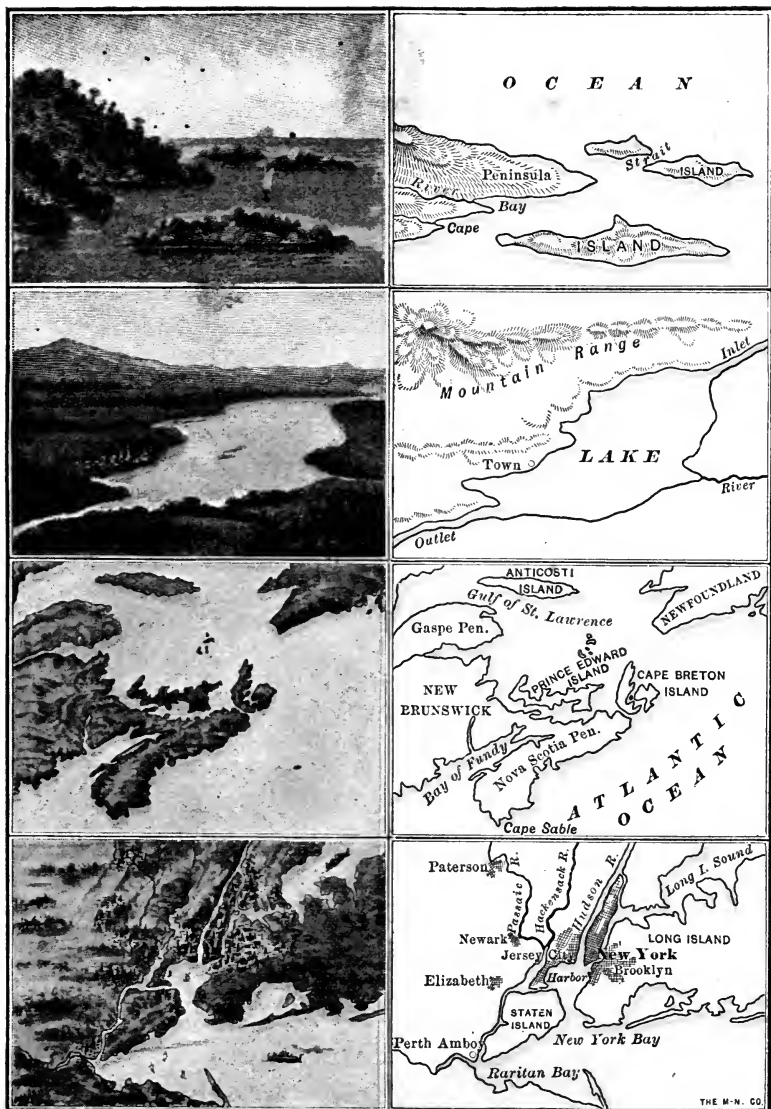 OCEAN
Strait
Peninsula
ISLAND
River
Bay
Cape
ISLAND
Mountain Range
Inlet
Town
LAKE
River
Outlet
ANTICOSTI
ISLAND
Gulf of St. Lawrence
NEWFOUNDLAND
Gaspe Pen.
PRINCE EDWARD
ISLAND
CAPE BRETON
ISLAND
NEW
BRUNSWICK
Bay of Fundy
Nova Scotia Pen.
ATLANTIC
OCEAN
Cape Sable
Paterson
Passaic R.
Hackensack R.
Hudson R.
Long I. Sound
Newark
Jersey City
New York
LONG ISLAND
Brooklyn
Elizabeth
Harbor
STATEN
ISLAND
Perth Amboy
New York Bay
Raritan Bay
THE M-N. CO.